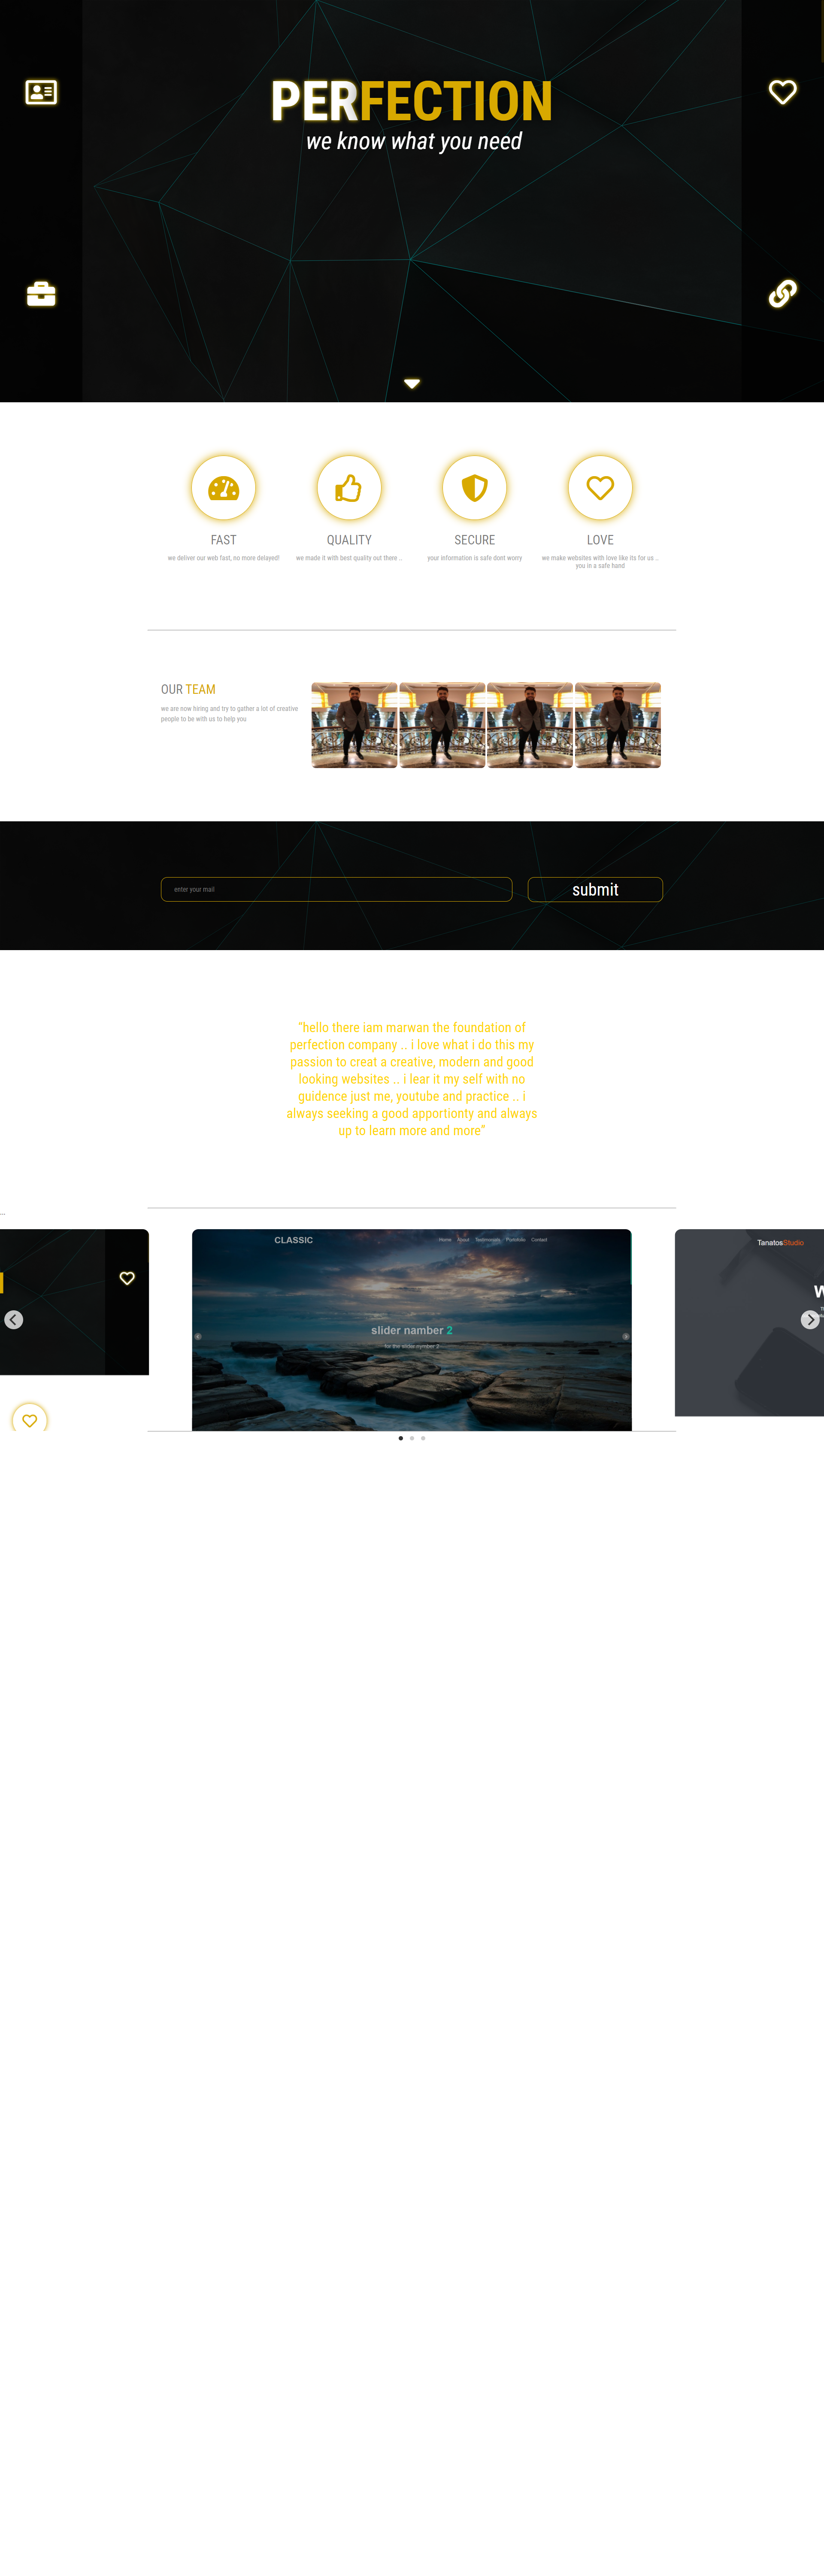 PERFECTION
we know what you need
FAST
QUALITY
SECURE
LOVE
we deliver our web fast, no more delayed!
we made it with best quality out there ..
your information is safe dont worry
we make websites with love like its for us ..
you in a safe hand
OUR TEAM
we are now hiring and try to gather a lot of creative
people to be with us to help you
enter your mail
submit
"hello there iam marwan the foundation of
perfection company .. i love what i do this my
passion to creat a creative, modern and good
looking websites .. i lear it my self with no
guidence just me, youtube and practice .. i
always seeking a good apportionty and always
up to learn more and more"
...
CLASSIC
Home About Testimonials Portofolio Contact
TanatosStudio
slider namber 2
for the slider nymber 2